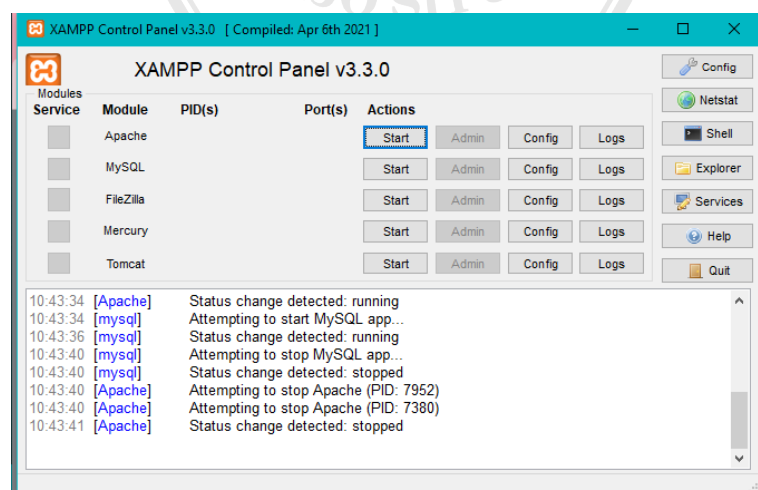 XAMPP Control Panel v3.3.0 [ Compiled: Apr 6th 2021 ]
XAMPP Control Panel v3.3.0
Config
Modules
Service Module PID(s) Port(s) Actions
Netstat
Apache Start Admin Config Logs
Shell
MySQL Start Admin Config Logs
Explorer
FileZilla Start Admin Config Logs
Services
Mercury Start Admin Config Logs
Help
Tomcat Start Admin Config Logs
Quit
10:43:34 [Apache] Status change detected: running
10:43:34 [mysql] Attempting to start MySQL app...
10:43:36 [mysql] Status change detected: running
10:43:40 [mysql] Attempting to stop MySQL app...
10:43:40 [mysql] Status change detected: stopped
10:43:40 [Apache] Attempting to stop Apache (PID: 7952)
10:43:40 [Apache] Attempting to stop Apache (PID: 7380)
10:43:41 [Apache] Status change detected: stopped